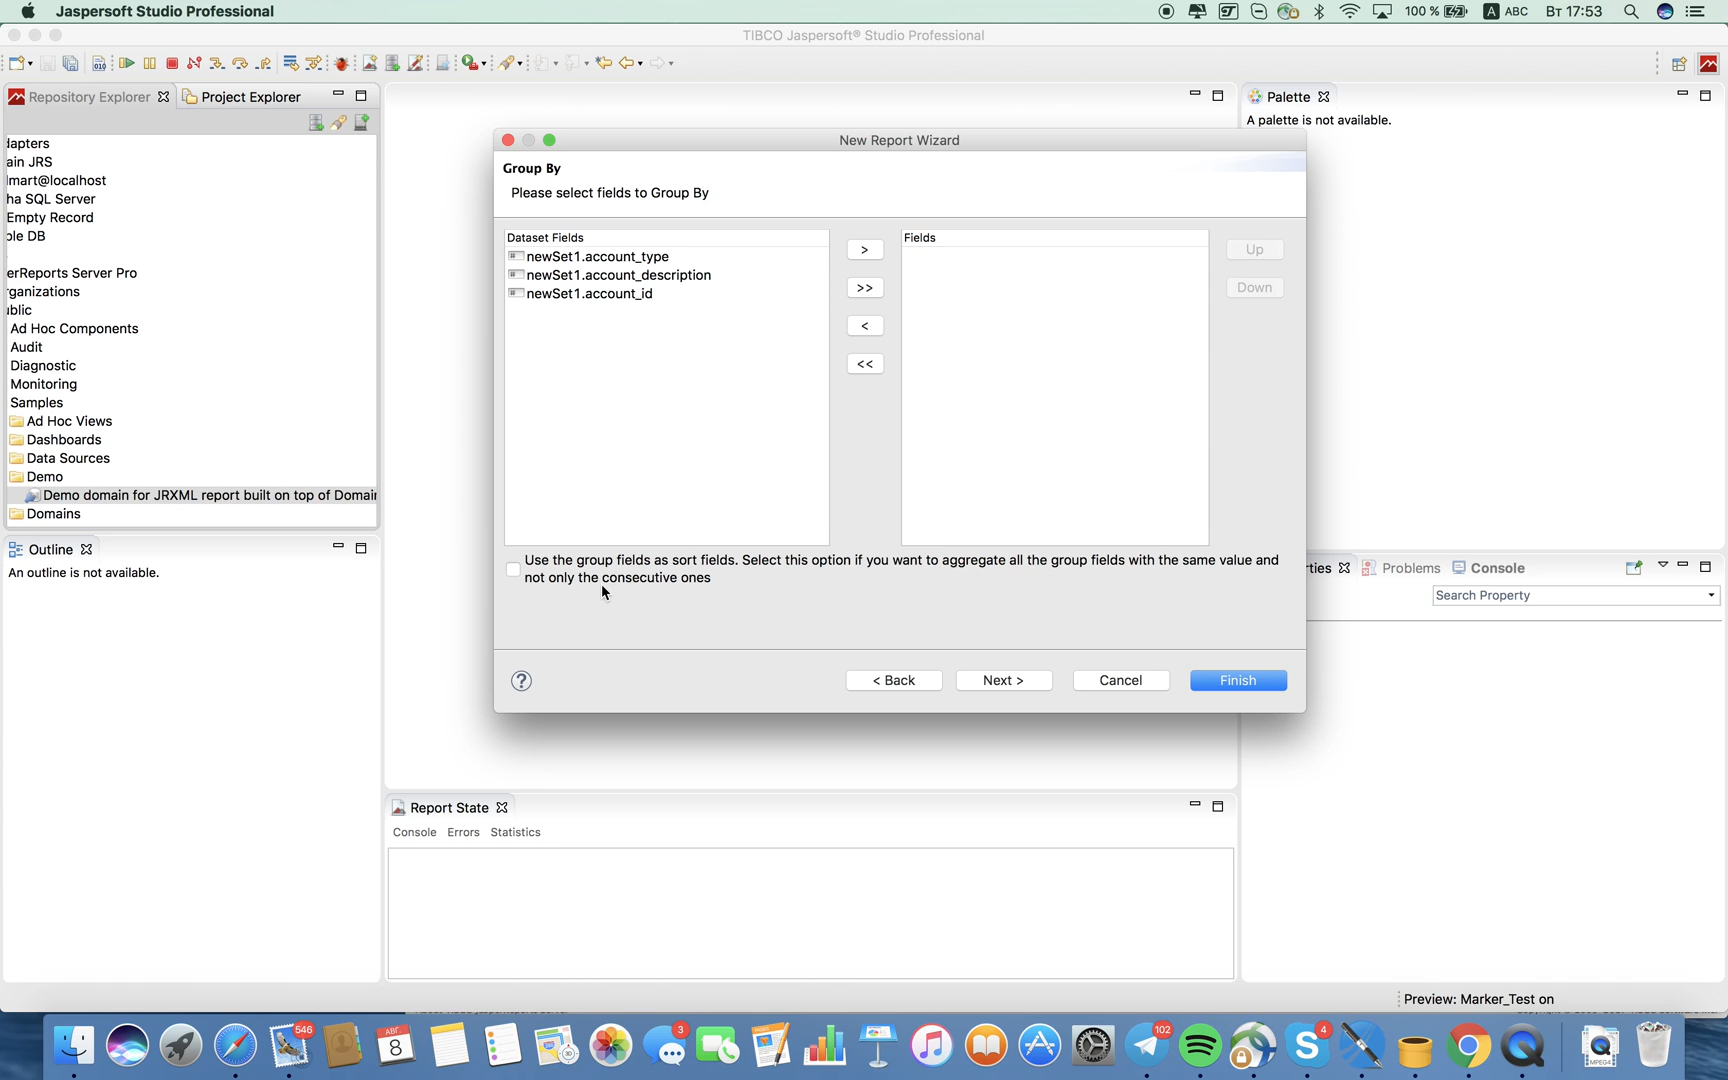 Jaspersoft Studio Professional
100 %
A ABC
Вт 17:53
TIBCO Jaspersoft® Studio Professional
Repository Explorer
Project Explorer
dapters
ain JRS
lmart@localhost
ha SQL Server
Empty Record
ple DB
erReports Server Pro
rganizations
ublic
Ad Hoc Components
Audit
Diagnostic
Monitoring
Samples
Ad Hoc Views
Dashboards
Data Sources
Demo
Demo domain for JRXML report built on top of Domain
Domains
Outline
An outline is not available.
New Report Wizard
Group By
Please select fields to Group By
Dataset Fields
newSet1.account_type
newSet1.account_description
newSet1.account_id
>
>>
<
<<
Fields
Up
Down
Use the group fields as sort fields. Select this option if you want to aggregate all the group fields with the same value and
not only the consecutive ones
?
< Back
Next >
Cancel
Finish
Palette
A palette is not available.
rties
Problems
Console
Search Property
Report State
Console Errors Statistics
Preview: Marker_Test on
546
АВГ
8
3
102
4
MPEG4